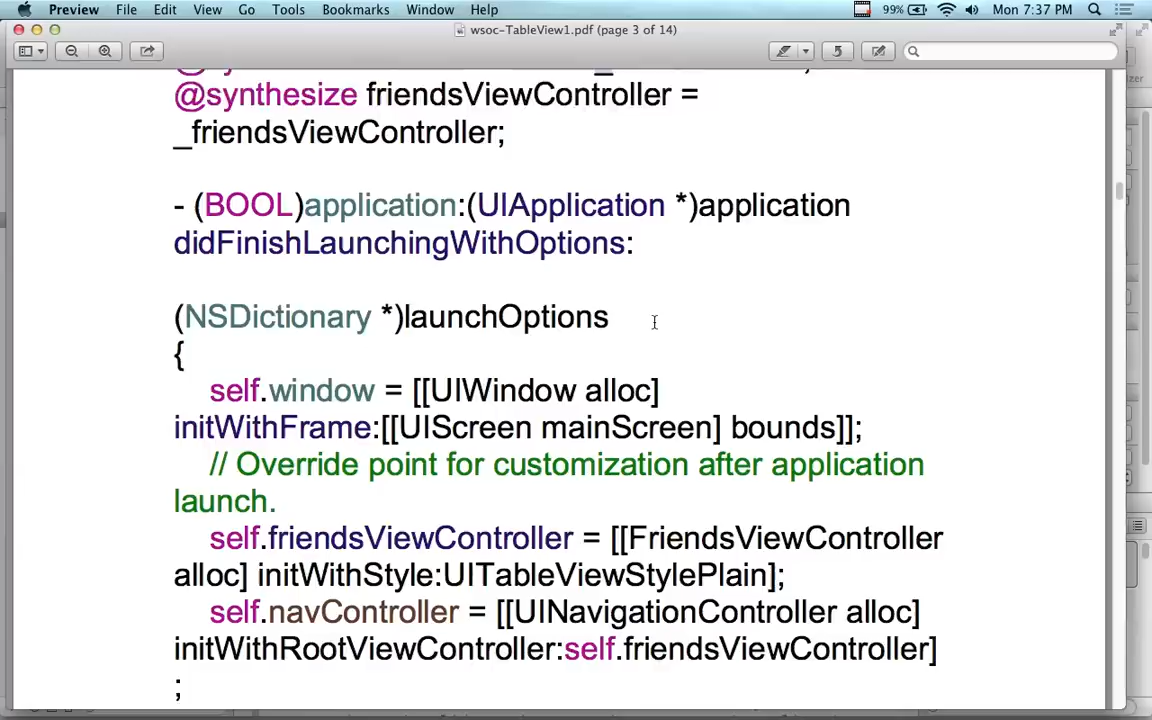 Preview File Edit View Go Tools Bookmarks Window Help 99% Mon 7:37 PM
wsoc-TableView1.pdf (page 3 of 14)
@synthesize friendsViewController =
_friendsViewController;
- (BOOL)application:(UIApplication *)application
didFinishLaunchingWithOptions:
(NSDictionary *)launchOptions
{
self.window = [[UIWindow alloc]
initWithFrame:[[UIScreen mainScreen] bounds]];
// Override point for customization after application
launch.
self.friendsViewController = [[FriendsViewController
alloc] initWithStyle:UITableViewStylePlain];
self.navController = [[UINavigationController alloc]
initWithRootViewController:self.friendsViewController]
;